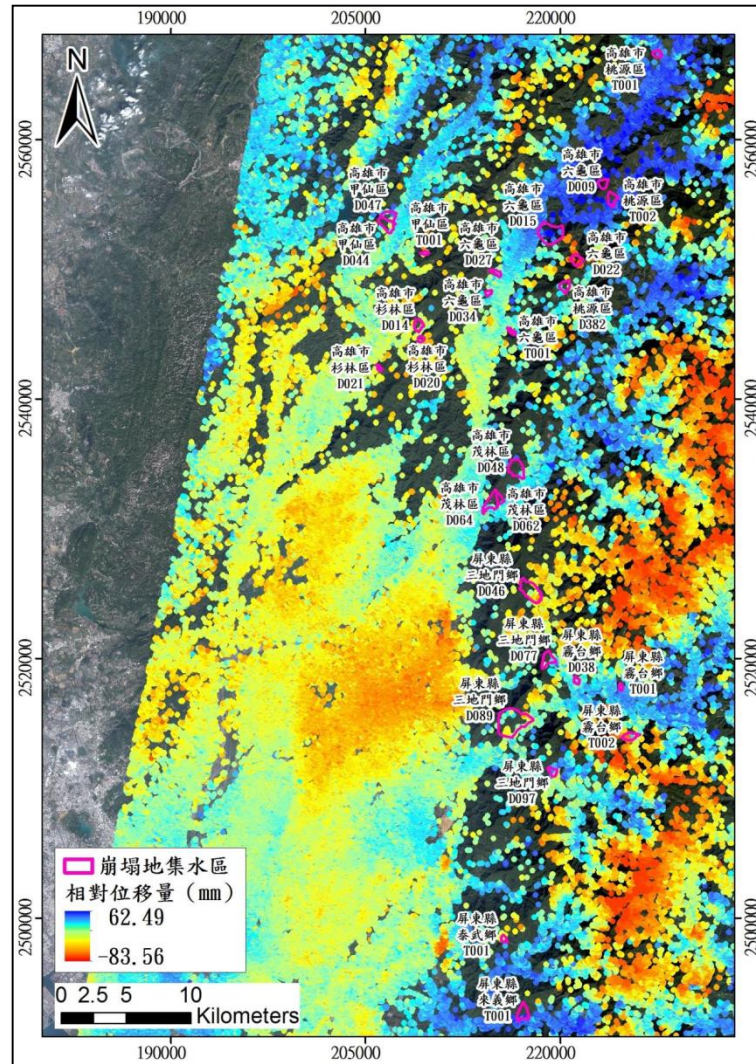 190000
205000
220000
N
2560000
2540000
2520000
2500000
2560000
2540000
2520000
2500000
高雄市
桃源區
T001
高雄市
六龜區
D009
高雄市
桃源區
T002
高雄市
甲仙區
D047
高雄市
甲仙區
D044
高雄市
甲仙區
T001
高雄市
六龜區
D015
高雄市
六龜區
D027
高雄市
六龜區
D022
高雄市
六龜區
D034
高雄市
桃源區
D382
高雄市
杉林區
D014
高雄市
六龜區
T001
高雄市
杉林區
D021
高雄市
杉林區
D020
高雄市
茂林區
D048
高雄市
茂林區
D064
高雄市
茂林區
D062
屏東縣
三地門鄉
D046
屏東縣
三地門鄉
D077
屏東縣
霧台鄉
D038
屏東縣
霧台鄉
T001
屏東縣
三地門鄉
D089
屏東縣
霧台鄉
T002
屏東縣
三地門鄉
D097
屏東縣
泰武鄉
T001
屏東縣
來義鄉
T001
崩塌地集水區
相對位移量（mm）
62.49
-83.56
0 2.5 5 10
Kilometers
190000
205000
220000